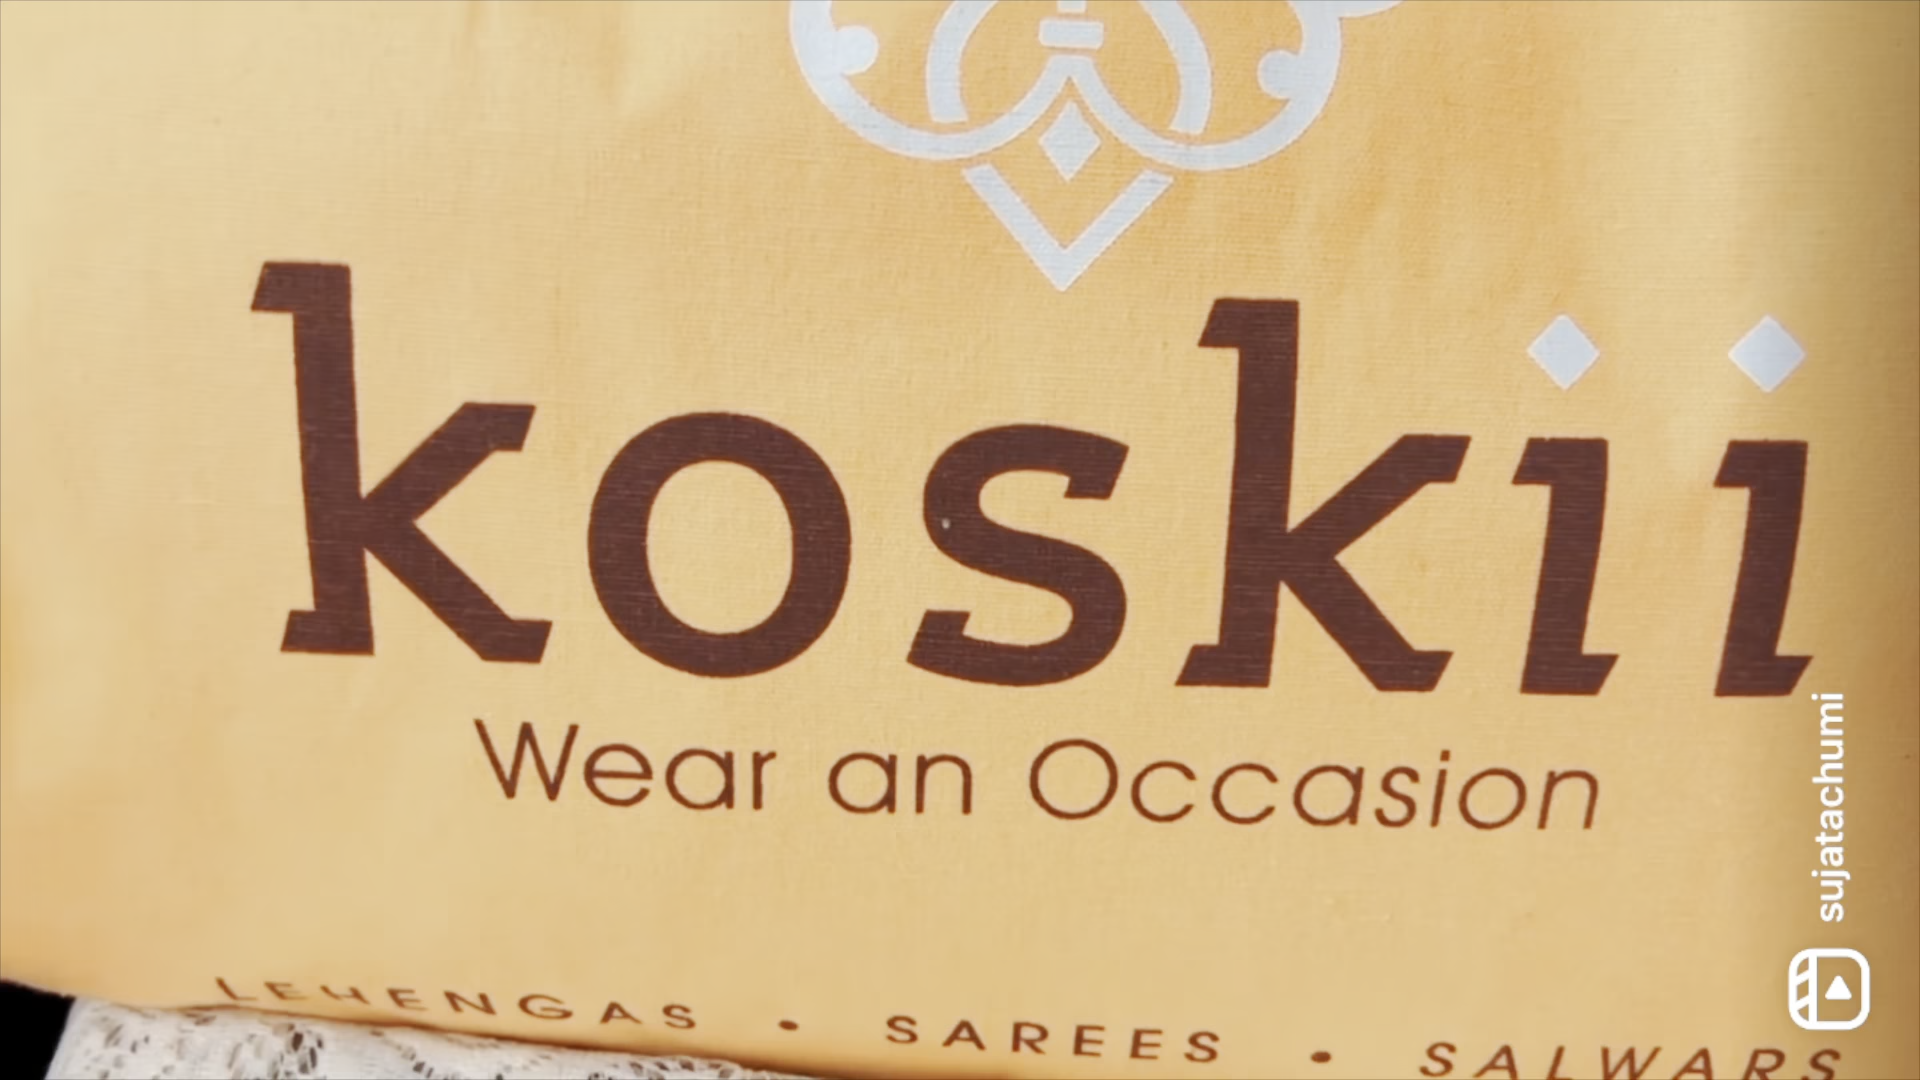 koskii
Wear an Occasion
LEHENGAS • SAREES • SALWARS
sujatachumi